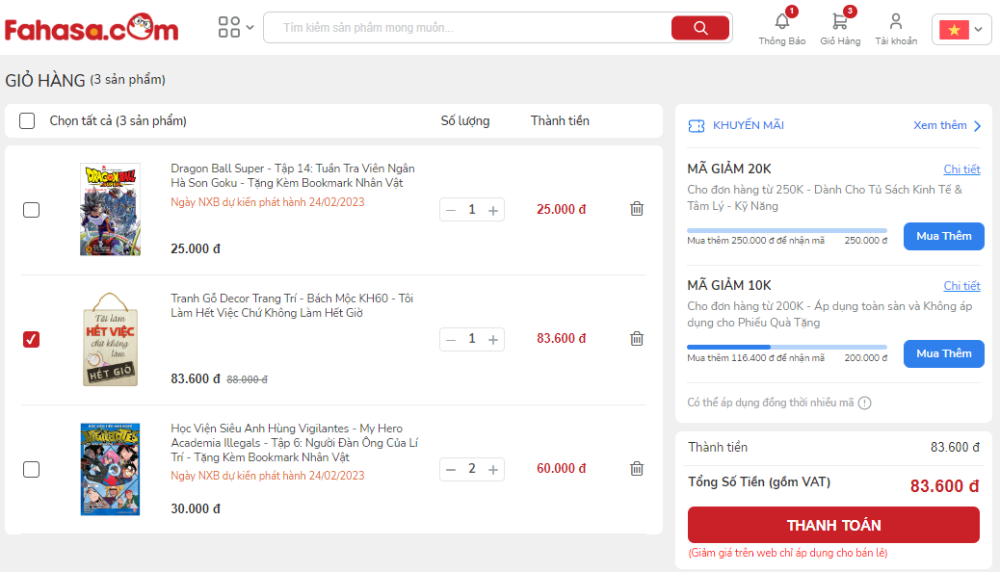 Fahasa.com
Tìm kiếm sản phẩm mong muốn...
1
3
Thông Báo
Giỏ Hàng
Tài khoản
GIỎ HÀNG (3 sản phẩm)
Chọn tất cả (3 sản phẩm)
Số lượng
Thành tiền
DRAGON BALL
SUPER
Dragon Ball Super - Tập 14: Tuần Tra Viên Ngân
Hà Son Goku - Tặng Kèm Bookmark Nhân Vật
Ngày NXB dự kiến phát hành 24/02/2023
25.000 đ
− 1 +
25.000 đ
Tôi làm
HẾT VIỆC
chứ không
làm
HẾT GIỜ
Tranh Gỗ Decor Trang Trí - Bách Mộc KH60 - Tôi
Làm Hết Việc Chứ Không Làm Hết Giờ
83.600 đ 88.000 đ
− 1 +
83.600 đ
HỌC VIỆN SIÊU ANH HÙNG
VIGILANTES
Học Viện Siêu Anh Hùng Vigilantes - My Hero
Academia Illegals - Tập 6: Người Đàn Ông Của Lí
Trí - Tặng Kèm Bookmark Nhân Vật
Ngày NXB dự kiến phát hành 24/02/2023
30.000 đ
− 2 +
60.000 đ
KHUYẾN MÃI
Xem thêm
MÃ GIẢM 20K
Chi tiết
Cho đơn hàng từ 250K - Dành Cho Tủ Sách Kinh Tế &
Tâm Lý - Kỹ Năng
Mua thêm 250.000 đ để nhận mã
250.000 đ
Mua Thêm
MÃ GIẢM 10K
Chi tiết
Cho đơn hàng từ 200K - Áp dụng toàn sàn và Không áp
dụng cho Phiếu Quà Tặng
Mua thêm 116.400 đ để nhận mã
200.000 đ
Mua Thêm
Có thể áp dụng đồng thời nhiều mã
Thành tiền
83.600 đ
Tổng Số Tiền (gồm VAT)
83.600 đ
THANH TOÁN
(Giảm giá trên web chỉ áp dụng cho bán lẻ)